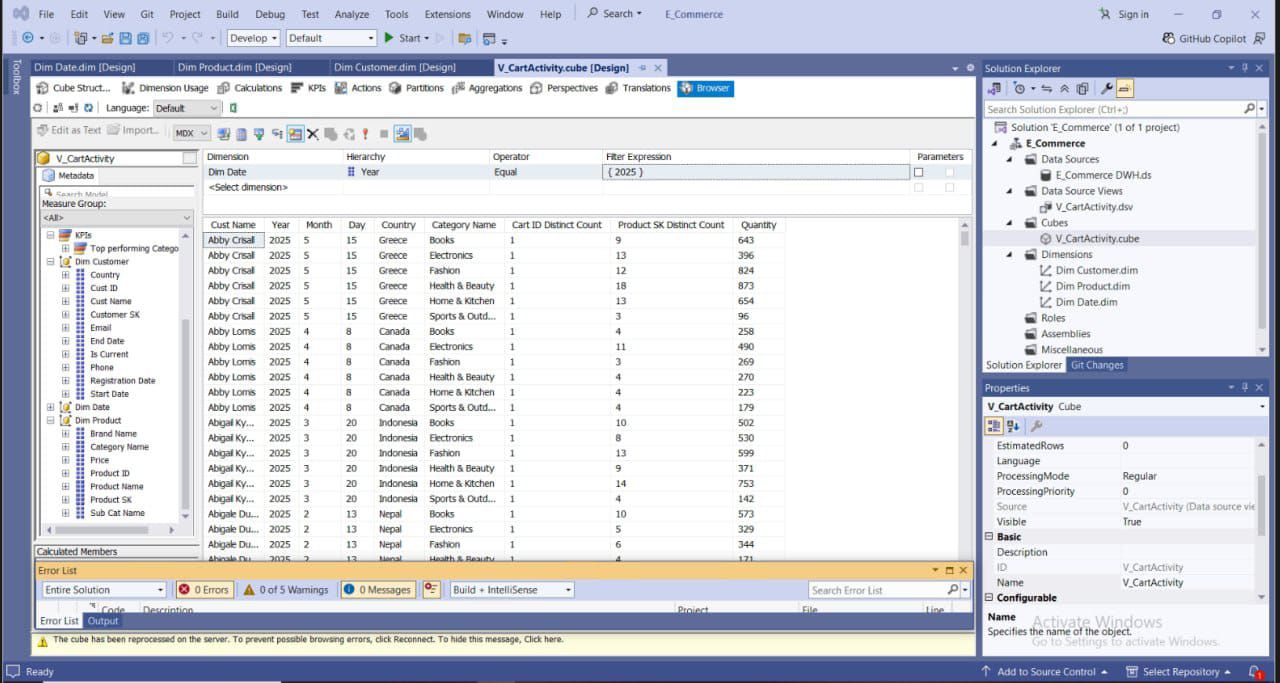 File Edit View Git Project Build Debug Test Analyze Tools Extensions Window Help Search E_Commerce Sign in
Develop Default Start GitHub Copilot
Toolbox
Dim Date.dim [Design] Dim Product.dim [Design] Dim Customer.dim [Design] V_CartActivity.cube [Design]
Cube Struct... Dimension Usage Calculations KPIs Actions Partitions Aggregations Perspectives Translations Browser
Language: Default
Edit as Text Import... MDX
V_CartActivity
Metadata
Search Model
Measure Group:
<All>
KPIs
Top performing Catego
Dim Customer
Country
Cust ID
Cust Name
Customer SK
Email
End Date
Is Current
Phone
Registration Date
Start Date
Dim Date
Dim Product
Brand Name
Category Name
Price
Product ID
Product Name
Product SK
Sub Cat Name
Calculated Members
Dimension Hierarchy Operator Filter Expression Parameters
Dim Date Year Equal { 2025 }
<Select dimension>
Cust Name Year Month Day Country Category Name Cart ID Distinct Count Product SK Distinct Count Quantity
Abby Crisall 2025 5 15 Greece Books 1 9 643
Abby Crisall 2025 5 15 Greece Electronics 1 13 396
Abby Crisall 2025 5 15 Greece Fashion 1 12 824
Abby Crisall 2025 5 15 Greece Health & Beauty 1 18 873
Abby Crisall 2025 5 15 Greece Home & Kitchen 1 13 654
Abby Crisall 2025 5 15 Greece Sports & Outd... 1 3 96
Abby Lomis 2025 4 8 Canada Books 1 4 258
Abby Lomis 2025 4 8 Canada Electronics 1 11 490
Abby Lomis 2025 4 8 Canada Fashion 1 3 269
Abby Lomis 2025 4 8 Canada Health & Beauty 1 4 270
Abby Lomis 2025 4 8 Canada Home & Kitchen 1 4 223
Abby Lomis 2025 4 8 Canada Sports & Outd... 1 4 179
Abigail Ky... 2025 3 20 Indonesia Books 1 10 502
Abigail Ky... 2025 3 20 Indonesia Electronics 1 8 530
Abigail Ky... 2025 3 20 Indonesia Fashion 1 13 599
Abigail Ky... 2025 3 20 Indonesia Health & Beauty 1 9 371
Abigail Ky... 2025 3 20 Indonesia Home & Kitchen 1 14 753
Abigail Ky... 2025 3 20 Indonesia Sports & Outd... 1 4 142
Abigale Du... 2025 2 13 Nepal Books 1 10 573
Abigale Du... 2025 2 13 Nepal Electronics 1 5 329
Abigale Du... 2025 2 13 Nepal Fashion 1 6 344
Abigale Du... 2025 2 13 Nepal Health & Beauty 1 4 171
Error List
Entire Solution 0 Errors 0 of 5 Warnings 0 Messages Build + IntelliSense Search Error List
Code Description Project File Line
Error List Output
The cube has been reprocessed on the server. To prevent possible browsing errors, click Reconnect. To hide this message, Click here.
Solution Explorer
Search Solution Explorer (Ctrl+;)
Solution 'E_Commerce' (1 of 1 project)
E_Commerce
Data Sources
E_Commerce DWH.ds
Data Source Views
V_CartActivity.dsv
Cubes
V_CartActivity.cube
Dimensions
Dim Customer.dim
Dim Product.dim
Dim Date.dim
Roles
Assemblies
Miscellaneous
Solution Explorer Git Changes
Properties
V_CartActivity Cube
EstimatedRows 0
Language
ProcessingMode Regular
ProcessingPriority 0
Source V_CartActivity (Data source vie
Visible True
Basic
Description
ID V_CartActivity
Name V_CartActivity
Configurable
Name
Specifies the name of the object.
Activate Windows
Go to Settings to activate Windows.
Ready Add to Source Control Select Repository 1